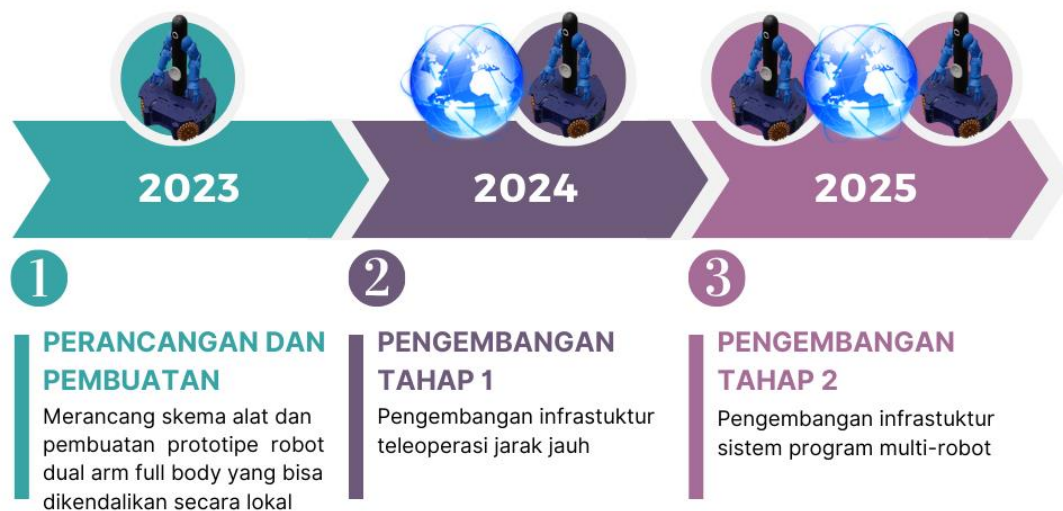 2023
2024
2025
1
PERANCANGAN DAN
PEMBUATAN
Merancang skema alat dan
pembuatan prototipe robot
dual arm full body yang bisa
dikendalikan secara lokal
2
PENGEMBANGAN
TAHAP 1
Pengembangan infrastuktur
teleoperasi jarak jauh
3
PENGEMBANGAN
TAHAP 2
Pengembangan infrastuktur
sistem program multi-robot